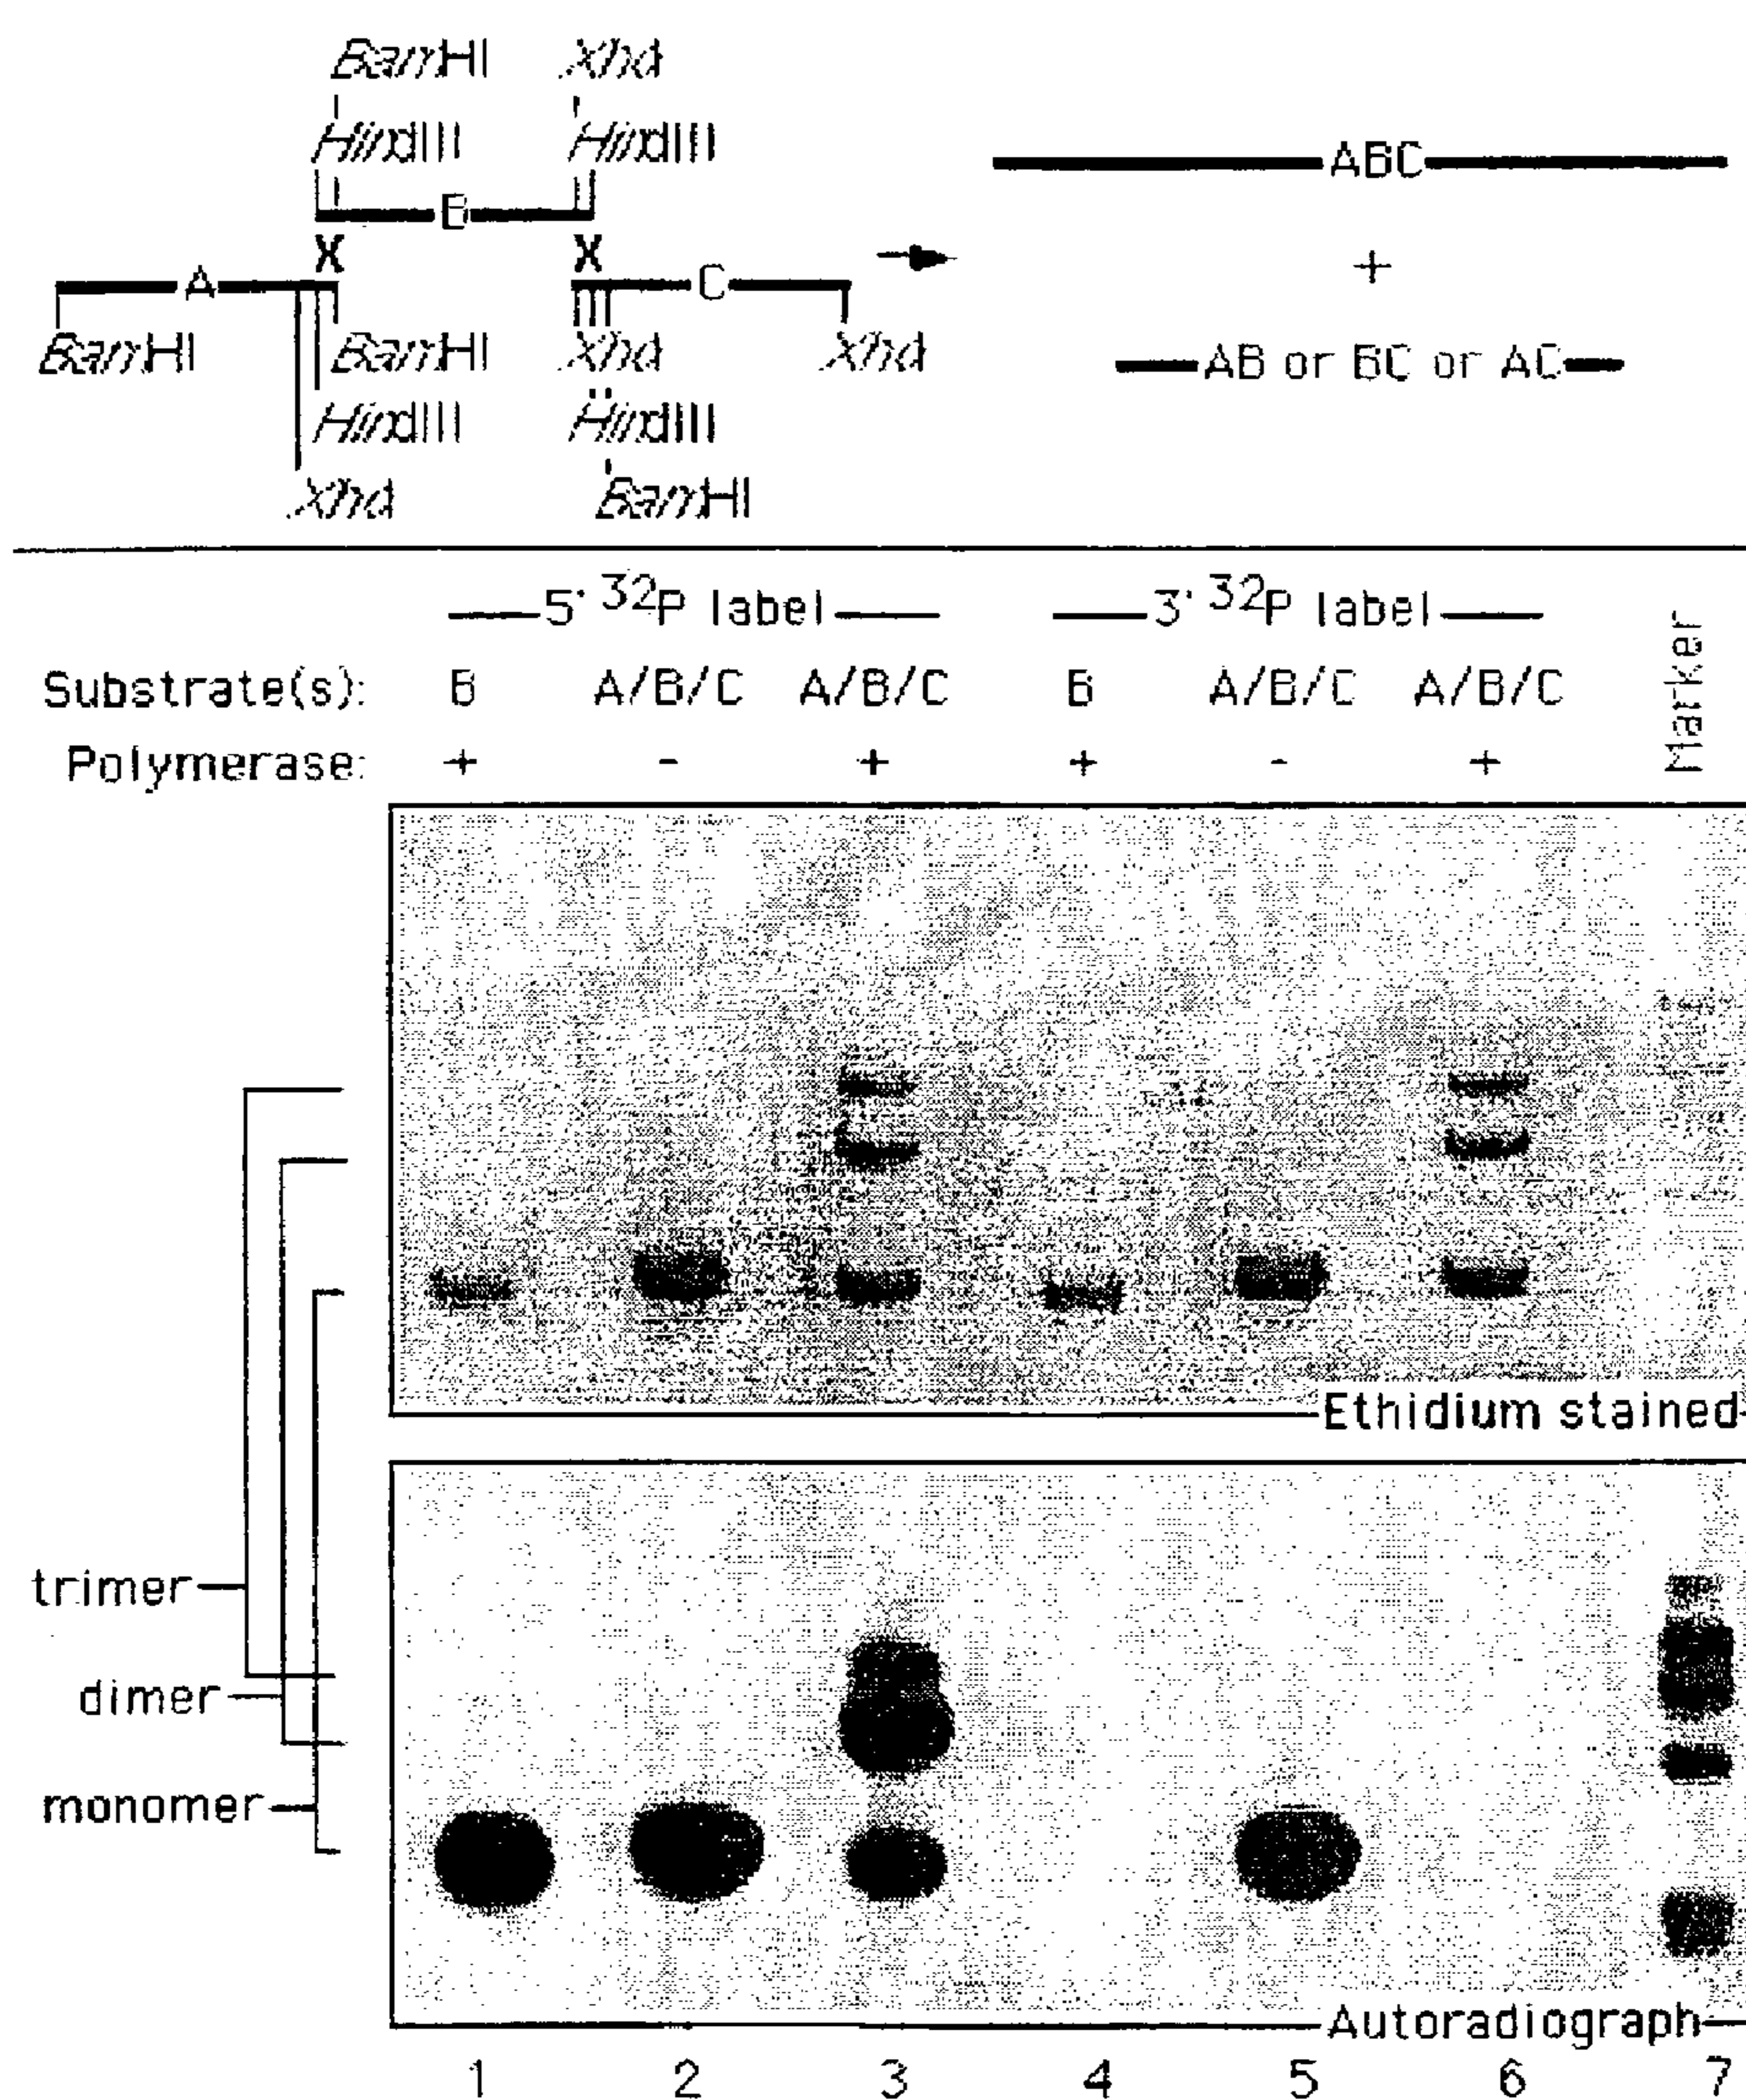 BamHI XhoI
HindIII HindIII
ABC
B
X X
A C
+
BamHI BamHI XhoI XhoI
AB or BC or AC
HindIII HindIII
XhoI BamHI
5' 32P label 3' 32P label
Marker
Substrate(s): B A/B/C A/B/C B A/B/C A/B/C
Polymerase: + - + + - +
Ethidium stained
trimer
dimer
monomer
Autoradiograph
1 2 3 4 5 6 7